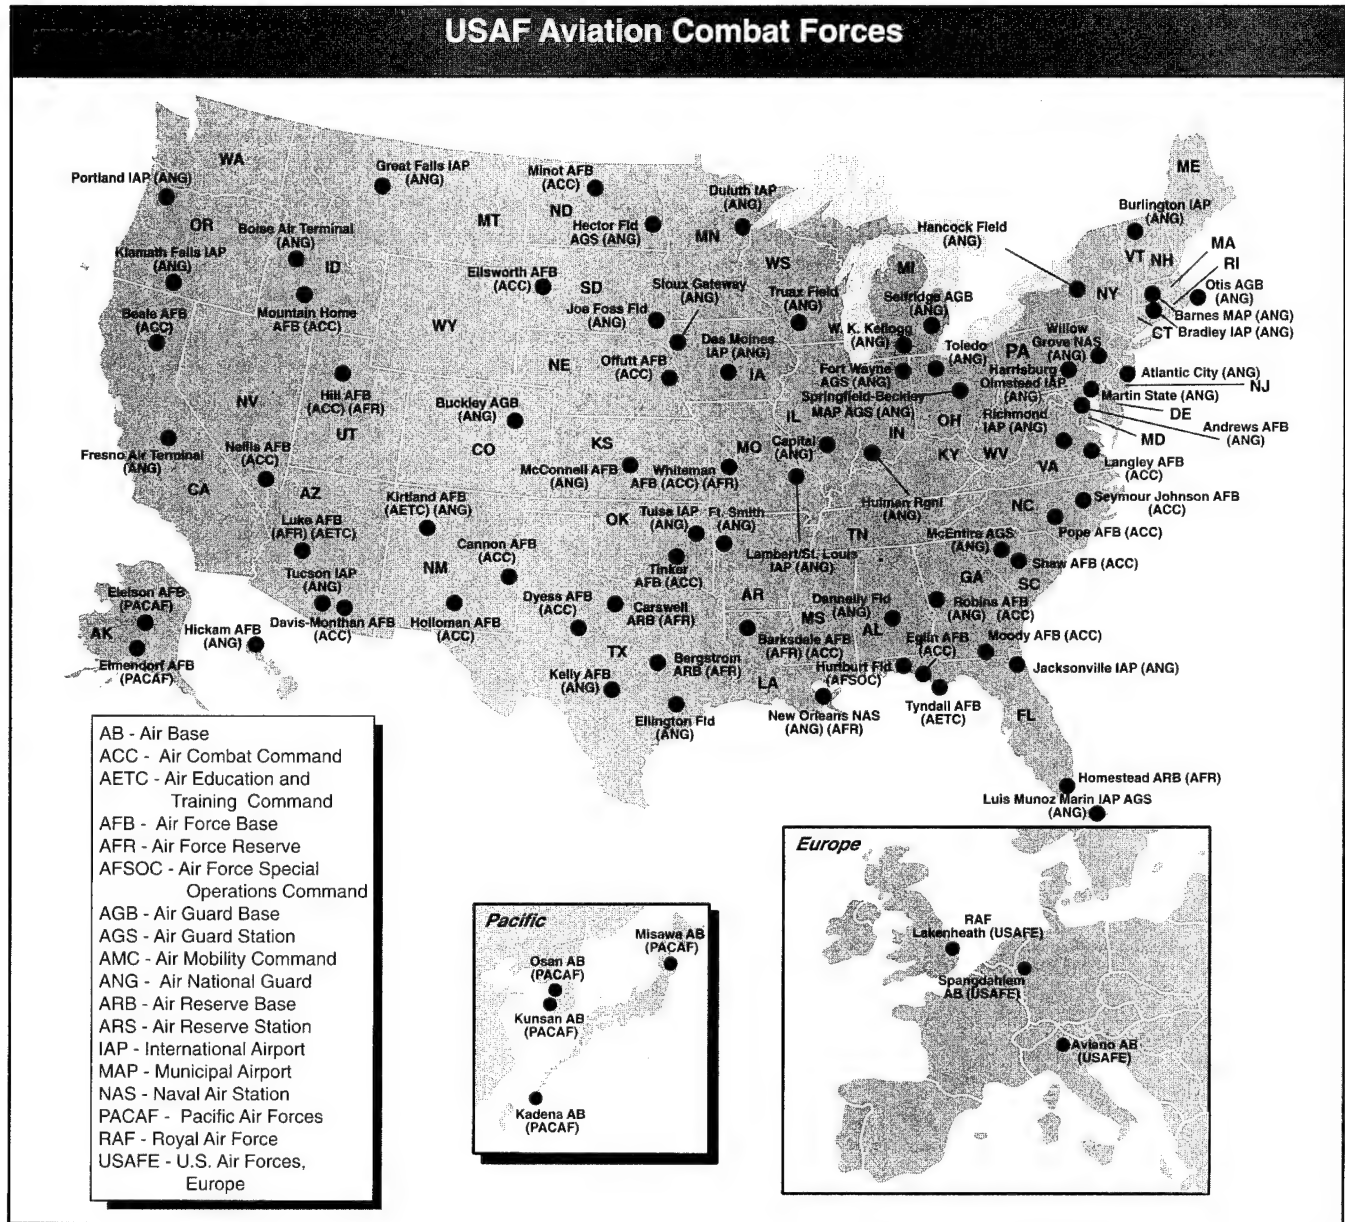 USAF Aviation Combat Forces
WA
Portland IAP (ANG)
OR
Great Falls IAP
(ANG)
MT
Minot AFB
(ACC)
ND
Hector Fld
AGS (ANG)
MN
Duluth IAP
(ANG)
ME
Burlington IAP
(ANG)
Hancock Field
(ANG)
VT
NH
MA
RI
NY
Otis AGB
(ANG)
Barnes MAP (ANG)
CT
Bradley IAP (ANG)
Boise Air Terminal
(ANG)
ID
Klamath Falls IAP
(ANG)
Beale AFB
(ACC)
Mountain Home
AFB (ACC)
Ellsworth AFB
(ACC)
SD
Joe Foss Fld
(ANG)
Sioux Gateway
(ANG)
WS
Truax Field
(ANG)
MI
Selfridge AGB
(ANG)
W. K. Kellogg
(ANG)
Toledo
(ANG)
PA
Willow
Grove NAS
(ANG)
WY
NE
Offutt AFB
(ACC)
Des Moines
IAP (ANG)
IA
Fort Wayne
AGS (ANG)
Springfield-Beckley
MAP AGS (ANG)
Harrisburg
Olmstead IAP
(ANG)
Atlantic City (ANG)
NJ
Martin State (ANG)
DE
Andrews AFB
(ANG)
MD
Richmond
IAP (ANG)
NV
Hill AFB
(ACC) (AFR)
UT
Buckley AGB
(ANG)
CO
KS
MO
IL
IN
OH
KY
WV
VA
Langley AFB
(ACC)
Fresno Air Terminal
(ANG)
CA
Nellis AFB
(ACC)
AZ
McConnell AFB
(ANG)
Whiteman
AFB (ACC) (AFR)
Capital
(ANG)
Hulman Rgnl
(ANG)
Lambert/St. Louis
IAP (ANG)
NC
Seymour Johnson AFB
(ACC)
Pope AFB (ACC)
McEntire AGS
(ANG)
Shaw AFB (ACC)
SC
Luke AFB
(AFR) (AETC)
Kirtland AFB
(AETC) (ANG)
NM
Cannon AFB
(ACC)
OK
Tulsa IAP
(ANG)
Ft. Smith
(ANG)
Tinker
AFB (ACC)
TN
AR
GA
Tucson IAP
(ANG)
Davis-Monthan AFB
(ACC)
Holloman AFB
(ACC)
Dyess AFB
(ACC)
Carswell
ARB (AFR)
MS
Dannelly Fld
(ANG)
AL
Robins AFB
(ANG) (ACC)
Barksdale AFB
(AFR) (ACC)
Eglin AFB
(ACC)
Moody AFB (ACC)
Jacksonville IAP (ANG)
Hurlburt Fld
(AFSOC)
Tyndall AFB
(AETC)
FL
TX
Bergstrom
ARB (AFR)
Kelly AFB
(ANG)
Ellington Fld
(ANG)
LA
New Orleans NAS
(ANG) (AFR)
Homestead ARB (AFR)
Luis Munoz Marin IAP AGS
(ANG)
Eielson AFB
(PACAF)
AK
Elmendorf AFB
(PACAF)
Hickam AFB
(ANG)
AB - Air Base
ACC - Air Combat Command
AETC - Air Education and
Training Command
AFB - Air Force Base
AFR - Air Force Reserve
AFSOC - Air Force Special
Operations Command
AGB - Air Guard Base
AGS - Air Guard Station
AMC - Air Mobility Command
ANG - Air National Guard
ARB - Air Reserve Base
ARS - Air Reserve Station
IAP - International Airport
MAP - Municipal Airport
NAS - Naval Air Station
PACAF - Pacific Air Forces
RAF - Royal Air Force
USAFE - U.S. Air Forces,
Europe
Pacific
Misawa AB
(PACAF)
Osan AB
(PACAF)
Kunsan AB
(PACAF)
Kadena AB
(PACAF)
Europe
RAF
Lakenheath (USAFE)
Spangdahlem
AB (USAFE)
Aviano AB
(USAFE)